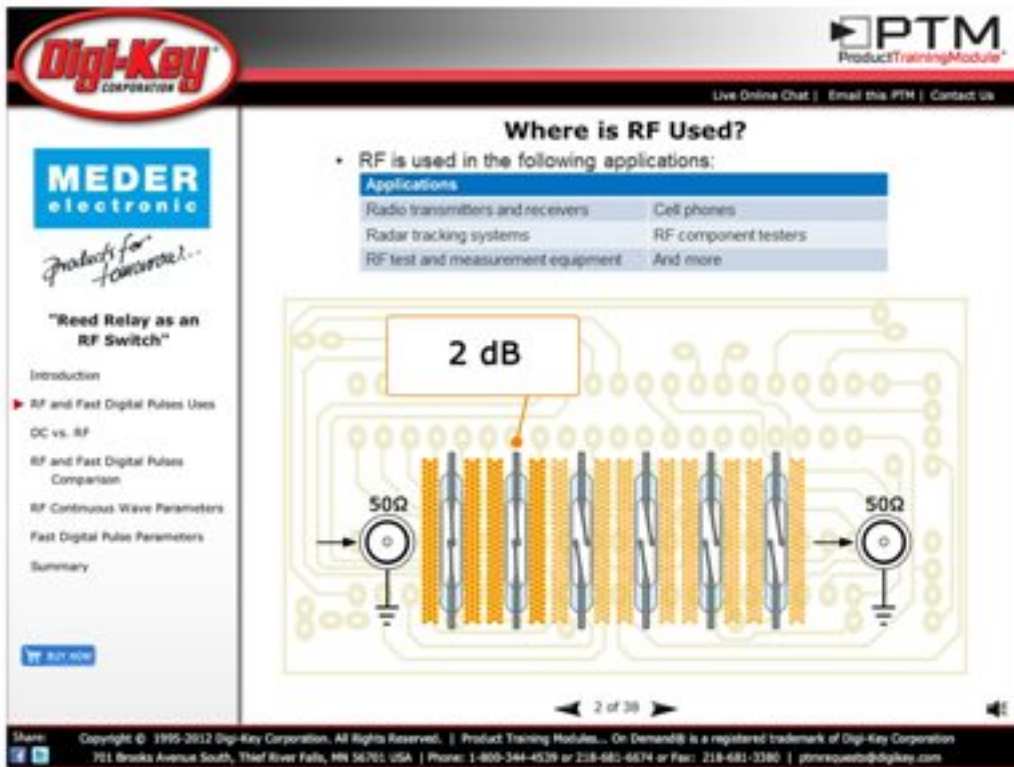 Digi-Key
CORPORATION
PTM
ProductTrainingModule
Live Online Chat | Email this PTM | Contact Us
MEDER
electronic
products for
tomorrow...
"Reed Relay as an
RF Switch"
Introduction
RF and Fast Digital Pulses Uses
DC vs. RF
RF and Fast Digital Pulses
Comparison
RF Continuous Wave Parameters
Fast Digital Pulse Parameters
Summary
BUY NOW
Where is RF Used?
• RF is used in the following applications:
Applications
Radio transmitters and receivers Cell phones
Radar tracking systems RF component testers
RF test and measurement equipment And more
2 dB
50Ω 50Ω
2 of 38
Share:
Copyright © 1995-2012 Digi-Key Corporation. All Rights Reserved. | Product Training Modules... On Demand® is a registered trademark of Digi-Key Corporation
701 Brooks Avenue South, Thief River Falls, MN 56701 USA | Phone: 1-800-344-4539 or 218-681-6674 or Fax: 218-681-3380 | ptmrequests@digikey.com